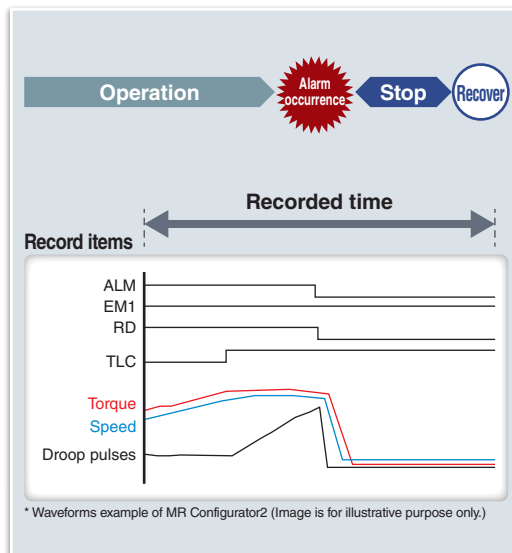 Operation
Alarm
occurrence
Stop
Recover
Recorded time
Record items
ALM
EM1
RD
TLC
Torque
Speed
Droop pulses
* Waveforms example of MR Configurator2 (Image is for illustrative purpose only.)